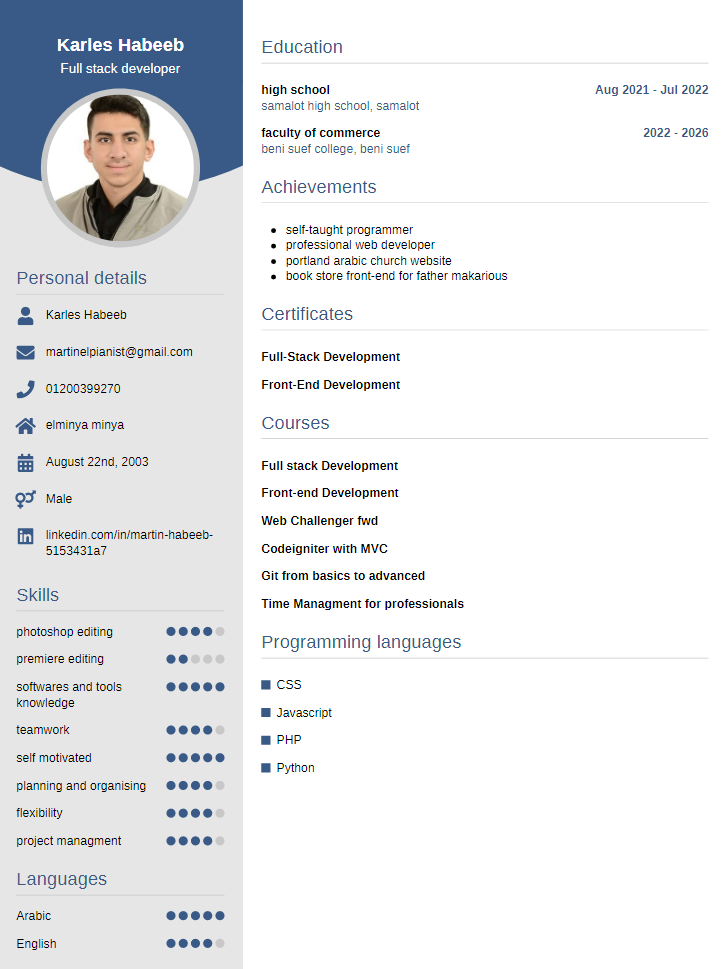 Karles Habeeb
Full stack developer
Personal details
Karles Habeeb
martinelpianist@gmail.com
01200399270
elminya minya
August 22nd, 2003
Male
linkedin.com/in/martin-habeeb-
5153431a7
Skills
photoshop editing
premiere editing
softwares and tools
knowledge
teamwork
self motivated
planning and organising
flexibility
project managment
Languages
Arabic
English
Education
high school Aug 2021 - Jul 2022
samalot high school, samalot
faculty of commerce 2022 - 2026
beni suef college, beni suef
Achievements
self-taught programmer
professional web developer
portland arabic church website
book store front-end for father makarious
Certificates
Full-Stack Development
Front-End Development
Courses
Full stack Development
Front-end Development
Web Challenger fwd
Codeigniter with MVC
Git from basics to advanced
Time Managment for professionals
Programming languages
CSS
Javascript
PHP
Python